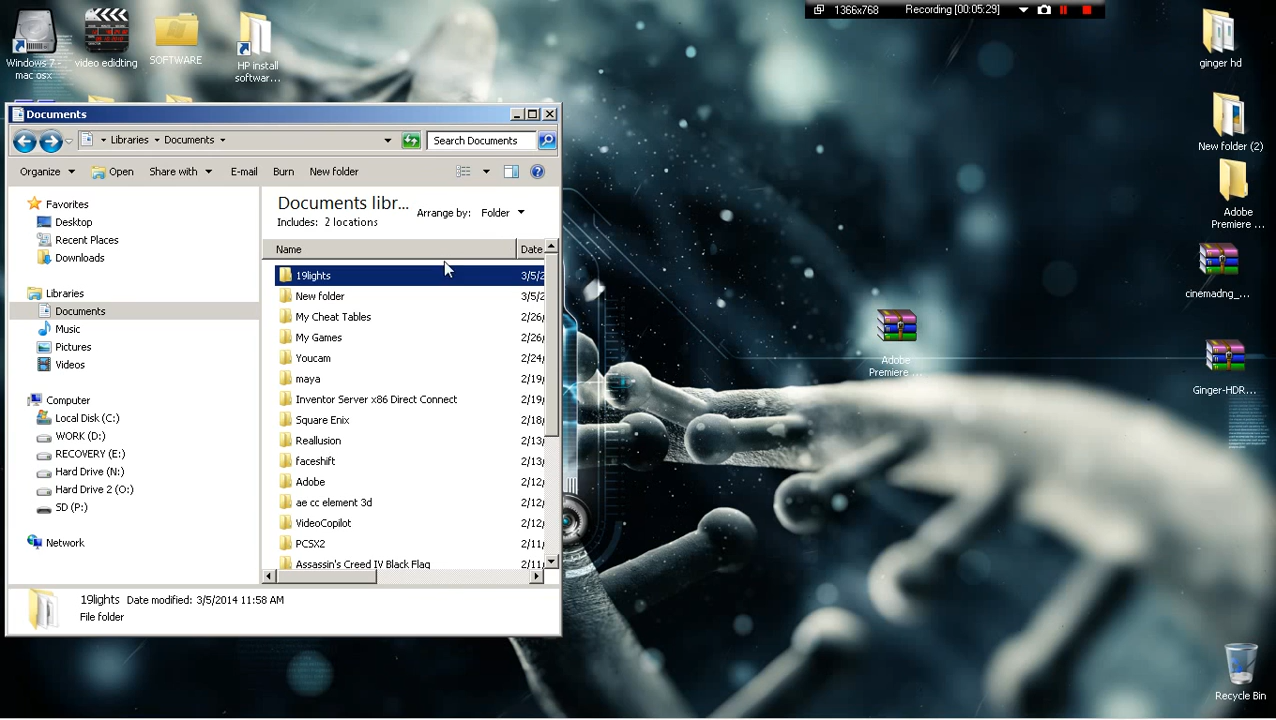 1366x768
Recording [00:05:29]
Windows 7 -
mac osx
video edidting
SOFTWARE
HP install
softwar...
ginger hd
New folder (2)
Adobe
Premiere ...
cinemadng_...
Ginger-HDR...
Adobe
Premiere ...
Recycle Bin
Documents
Libraries
Documents
Search Documents
Organize
Open
Share with
E-mail
Burn
New folder
Favorites
Desktop
Recent Places
Downloads
Libraries
Documents
Music
Pictures
Videos
Computer
Local Disk (C:)
WORK (D:)
RECOVERY (E:)
Hard Drive (N:)
Hard Drive 2 (O:)
SD (P:)
Network
Documents libr...
Includes: 2 locations
Arrange by: Folder
Name Date
19lights 3/5/2
New folder 3/5/2
My Cheat Tables 2/26/
My Games 2/26/
Youcam 2/24/
maya 2/19/
Inventor Server x86 Direct Connect 2/19/
Square Enix 2/13/
Reallusion 2/13/
faceshift 2/13/
Adobe 2/12/
ae cc element 3d 2/12/
VideoCopilot 2/12/
PCSX2 2/11/
Assassin's Creed IV Black Flag 2/11/
19lights Date modified: 3/5/2014 11:58 AM
File folder